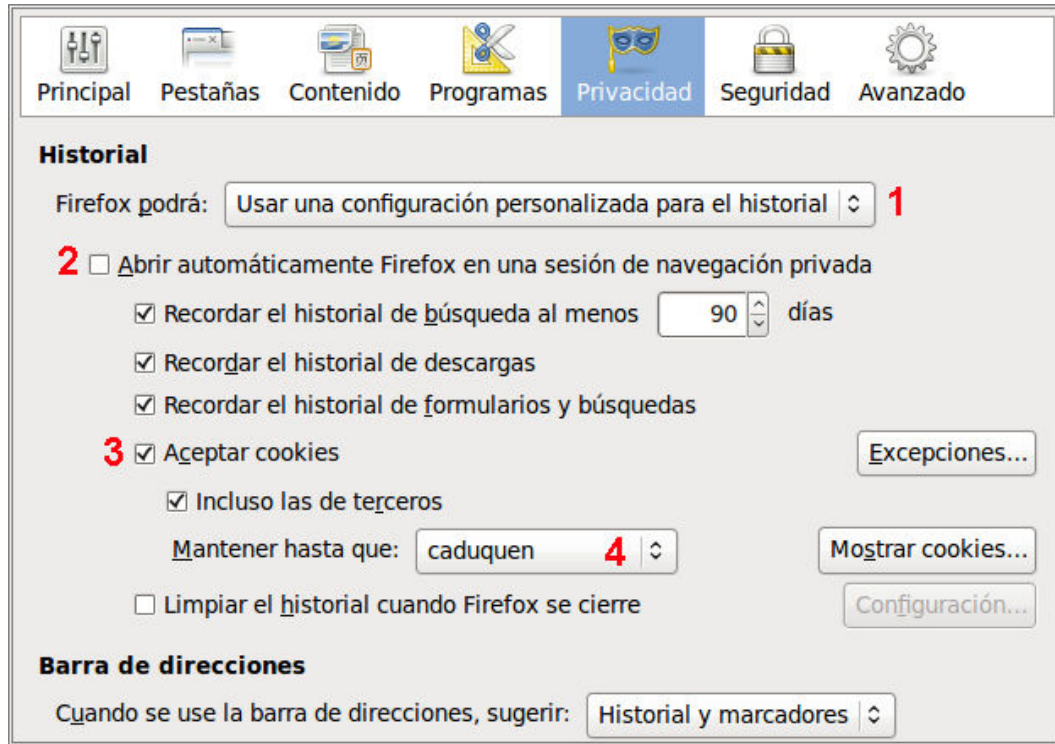 Principal Pestañas Contenido Programas Privacidad Seguridad Avanzado
Historial
Firefox podrá: Usar una configuración personalizada para el historial 1
2 Abrir automáticamente Firefox en una sesión de navegación privada
Recordar el historial de búsqueda al menos 90 días
Recordar el historial de descargas
Recordar el historial de formularios y búsquedas
3 Aceptar cookies Excepciones...
Incluso las de terceros
Mantener hasta que: caduquen 4 Mostrar cookies...
Limpiar el historial cuando Firefox se cierre Configuración...
Barra de direcciones
Cuando se use la barra de direcciones, sugerir: Historial y marcadores